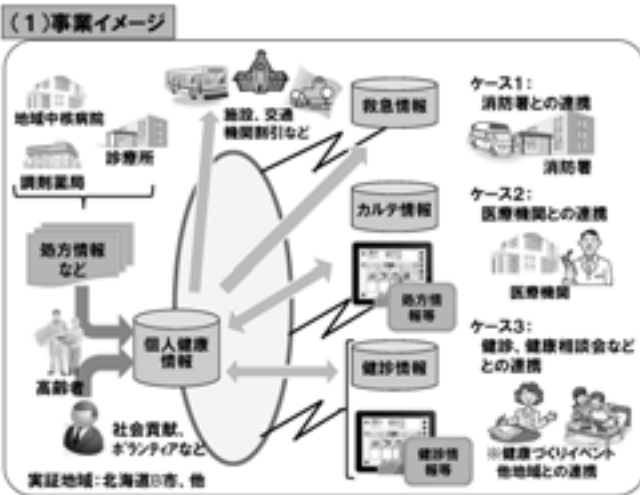 (1)事業イメージ
地域中核病院
診療所
調剤薬局
処方情報
など
高齢者
個人健康
情報
社会貢献、
ボランティアなど
実証地域:北海道B市、他
施設、交通
機関割引など
救急情報
カルテ情報
処方情
報等
健診情報
健診情
報等
ケース1:
消防署との連携
消防署
ケース2:
医療機関との連携
医療機関
ケース3:
健診、健康相談会など
との連携
※健康づくりイベント
他地域との連携